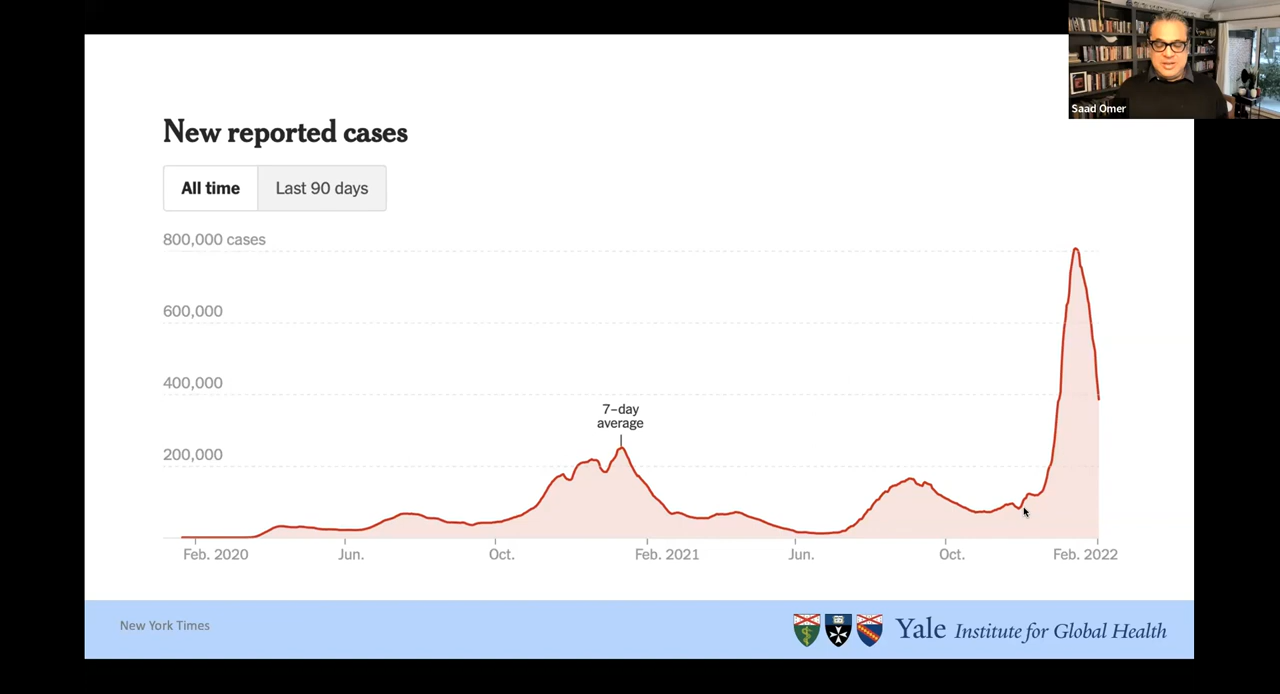 Saad Omer
New reported cases
All time
Last 90 days
800,000 cases
600,000
400,000
7-day
average
200,000
Feb. 2020
Jun.
Oct.
Feb. 2021
Jun.
Oct.
Feb. 2022
New York Times
Yale Institute for Global Health